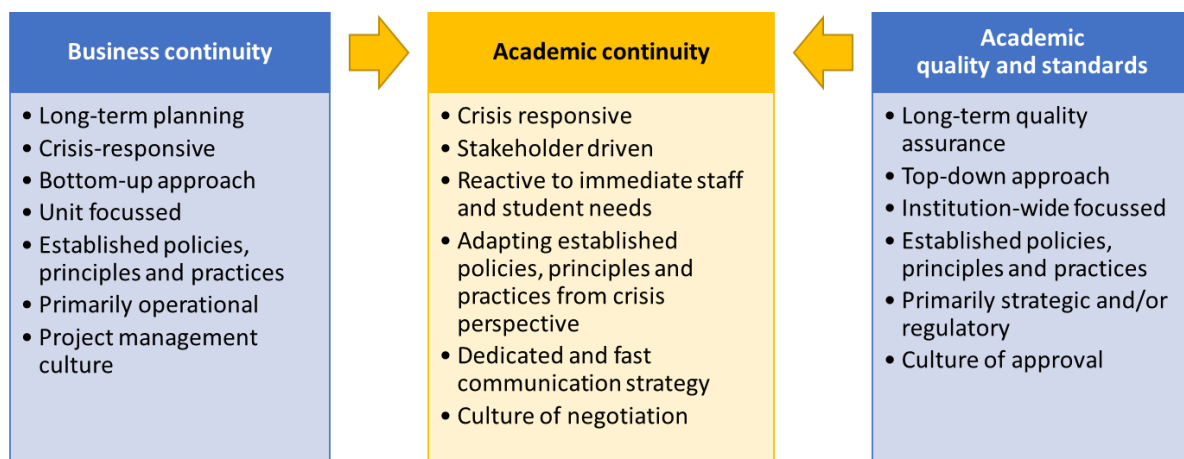 Business continuity
• Long-term planning
• Crisis-responsive
• Bottom-up approach
• Unit focussed
• Established policies,
principles and practices
• Primarily operational
• Project management
culture
Academic continuity
• Crisis responsive
• Stakeholder driven
• Reactive to immediate staff
and student needs
• Adapting established
policies, principles and
practices from crisis
perspective
• Dedicated and fast
communication strategy
• Culture of negotiation
Academic
quality and standards
• Long-term quality
assurance
• Top-down approach
• Institution-wide focussed
• Established policies,
principles and practices
• Primarily strategic and/or
regulatory
• Culture of approval